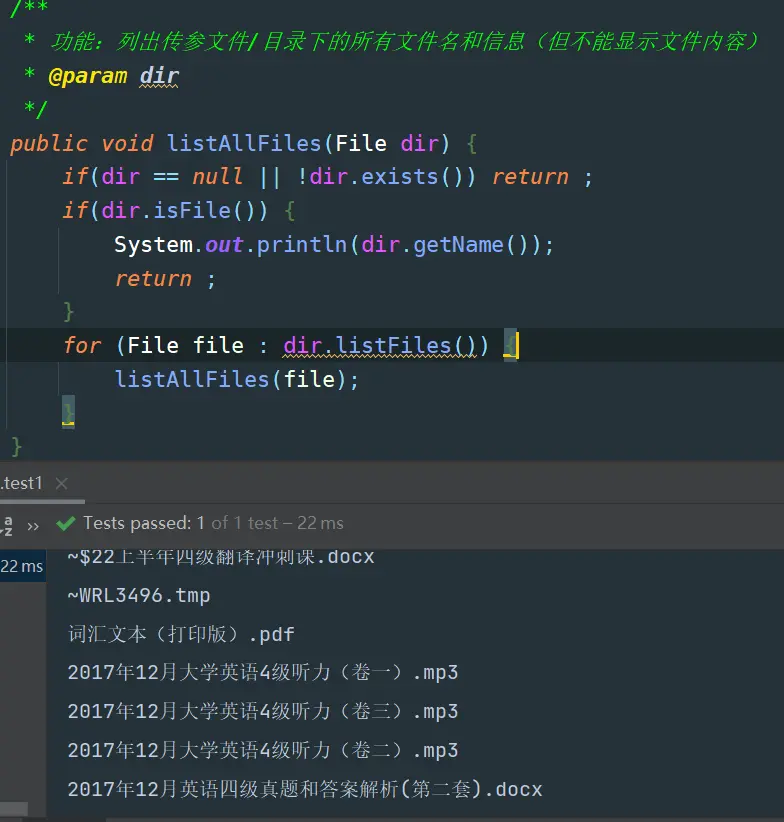 /**
 * 功能：列出传参文件/目录下的所有文件名和信息（但不能显示文件内容）
 * @param dir
 */
public void listAllFiles(File dir) {
    if(dir == null || !dir.exists()) return ;
    if(dir.isFile()) {
        System.out.println(dir.getName());
        return ;
    }
    for (File file : dir.listFiles()) {
        listAllFiles(file);
    }
}
.test1 ×
a z » Tests passed: 1 of 1 test – 22 ms
22 ms
~$22上半年四级翻译冲刺课.docx
~WRL3496.tmp
词汇文本（打印版）.pdf
2017年12月大学英语4级听力（卷一）.mp3
2017年12月大学英语4级听力（卷三）.mp3
2017年12月大学英语4级听力（卷二）.mp3
2017年12月英语四级真题和答案解析(第二套).docx